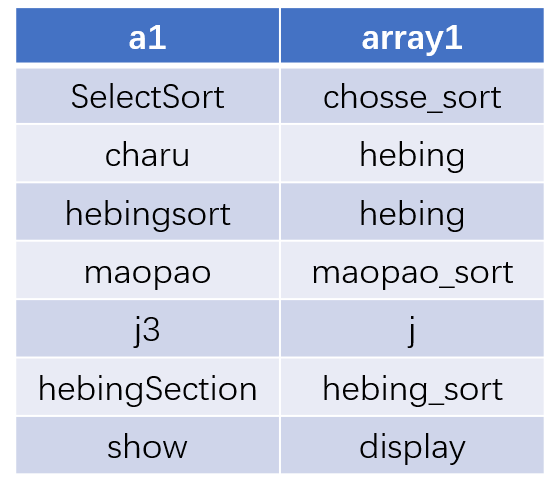 a1 array1
SelectSort chosse_sort
charu hebing
hebingsort hebing
maopao maopao_sort
j3 j
hebingSection hebing_sort
show display